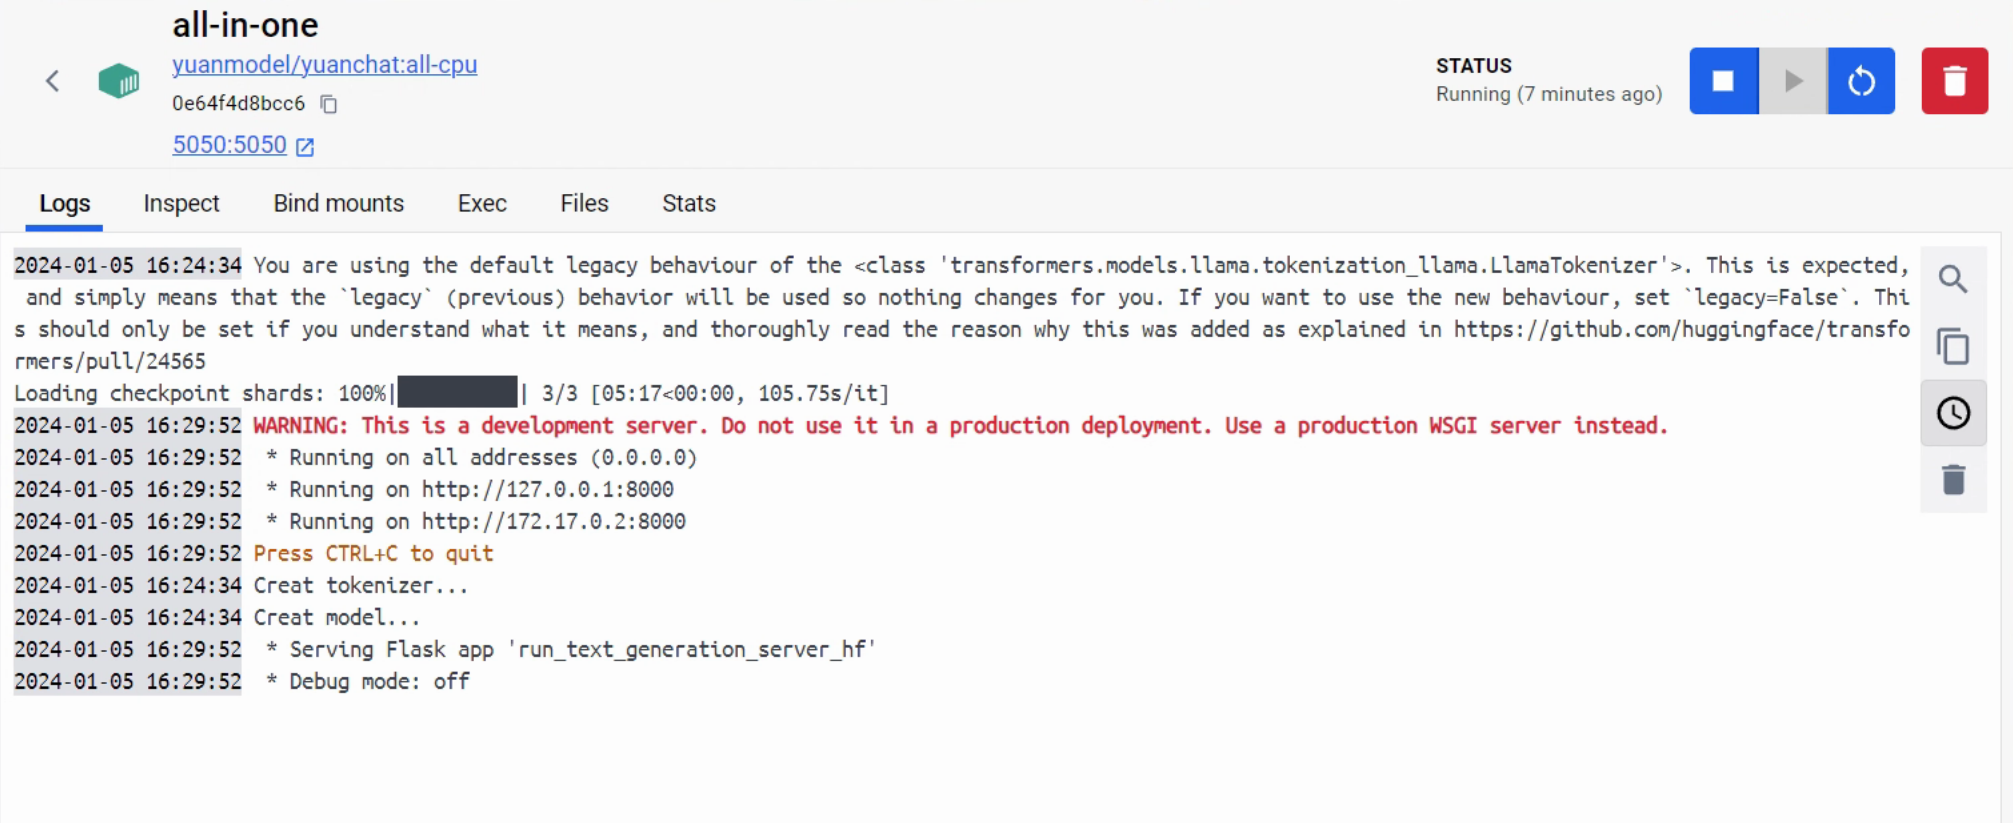 all-in-one
yuanmodel/yuanchat:all-cpu
0e64f4d8bcc6
5050:5050
STATUS
Running (7 minutes ago)
Logs Inspect Bind mounts Exec Files Stats
2024-01-05 16:24:34 You are using the default legacy behaviour of the <class 'transformers.models.llama.tokenization_llama.LlamaTokenizer'>. This is expected,
and simply means that the `legacy` (previous) behavior will be used so nothing changes for you. If you want to use the new behaviour, set `legacy=False`. Thi
s should only be set if you understand what it means, and thoroughly read the reason why this was added as explained in https://github.com/huggingface/transfo
rmers/pull/24565
Loading checkpoint shards: 100%|██████████| 3/3 [05:17<00:00, 105.75s/it]
2024-01-05 16:29:52 WARNING: This is a development server. Do not use it in a production deployment. Use a production WSGI server instead.
2024-01-05 16:29:52  * Running on all addresses (0.0.0.0)
2024-01-05 16:29:52  * Running on http://127.0.0.1:8000
2024-01-05 16:29:52  * Running on http://172.17.0.2:8000
2024-01-05 16:29:52 Press CTRL+C to quit
2024-01-05 16:24:34 Creat tokenizer...
2024-01-05 16:24:34 Creat model...
2024-01-05 16:29:52  * Serving Flask app 'run_text_generation_server_hf'
2024-01-05 16:29:52  * Debug mode: off